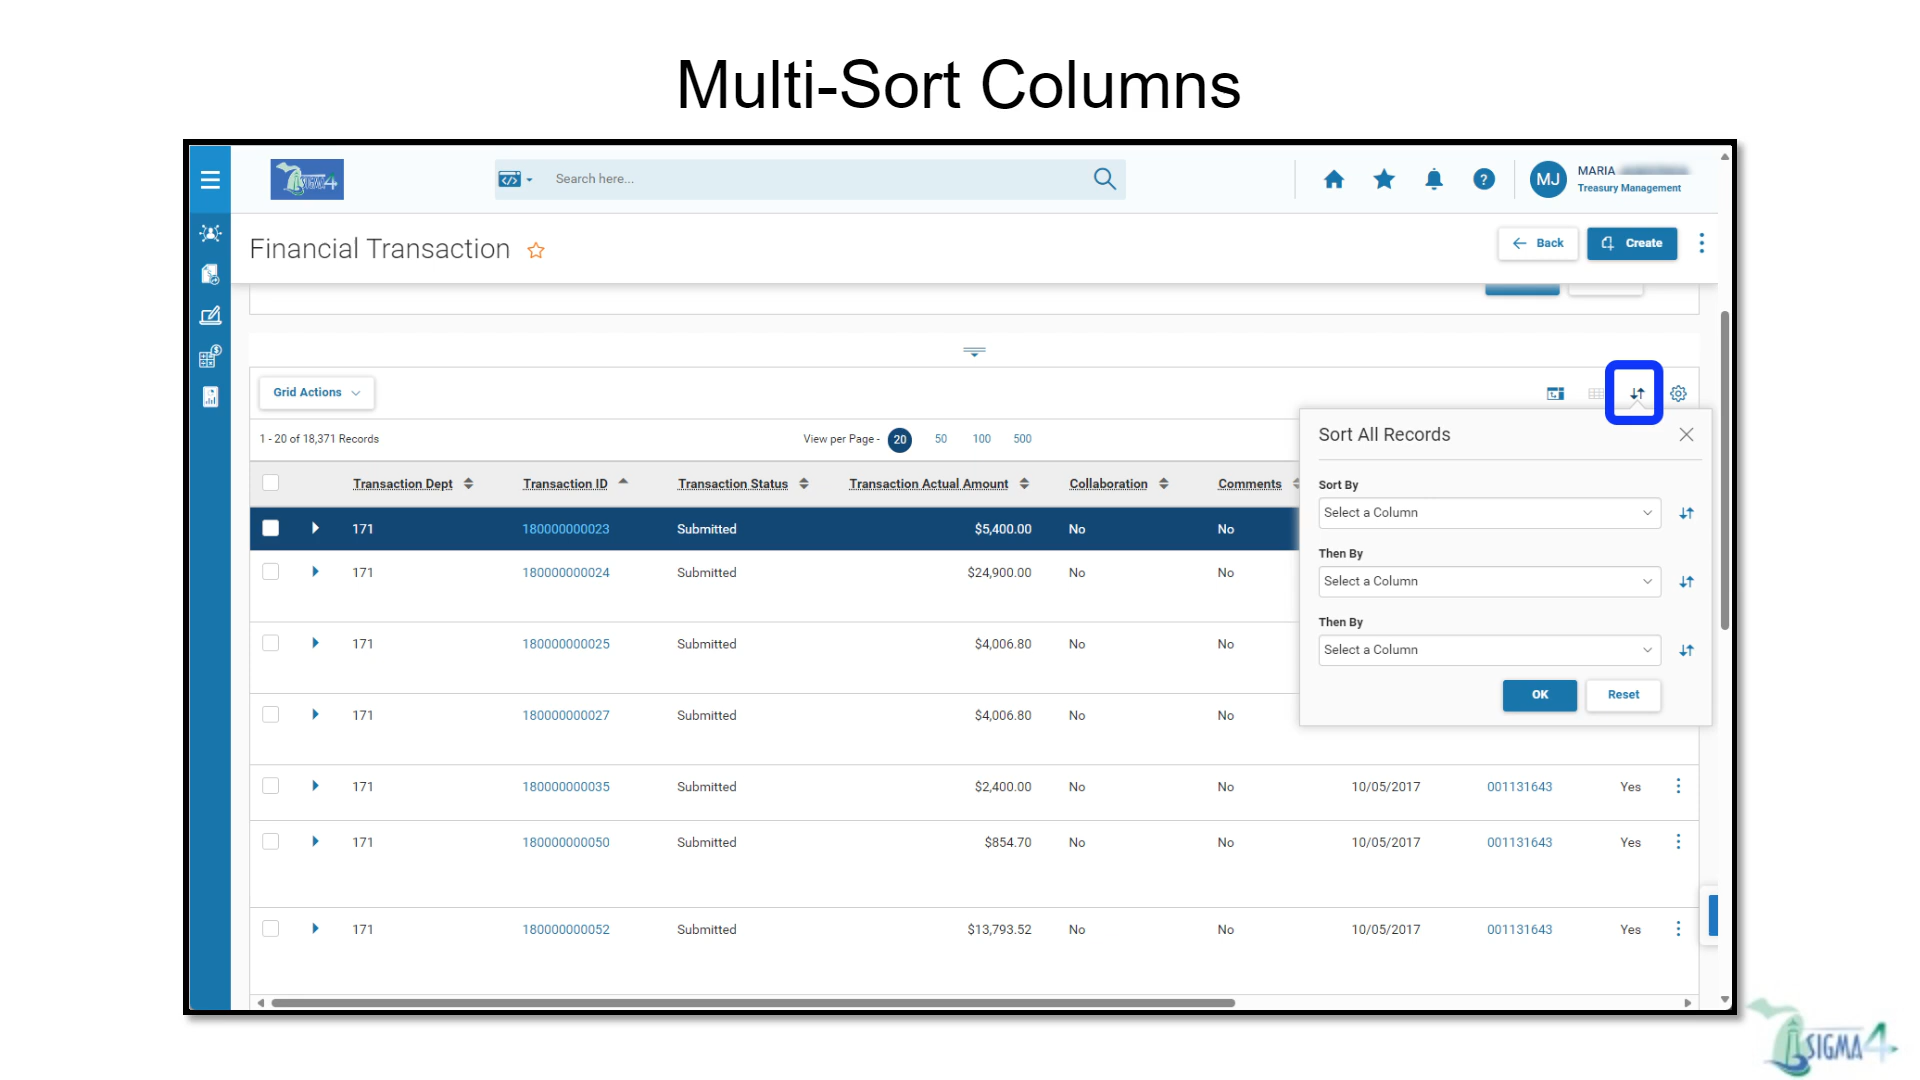 Multi-Sort Columns
SIGMA4
Search here...
MJ
MARIA
Treasury Management
Financial Transaction
Back
Create
Grid Actions
1 - 20 of 18,371 Records
View per Page - 20 50 100 500
Transaction Dept Transaction ID Transaction Status Transaction Actual Amount Collaboration Comments
171 180000000023 Submitted $5,400.00 No No
171 180000000024 Submitted $24,900.00 No No
171 180000000025 Submitted $4,006.80 No No
171 180000000027 Submitted $4,006.80 No No
171 180000000035 Submitted $2,400.00 No No 10/05/2017 001131643 Yes
171 180000000050 Submitted $854.70 No No 10/05/2017 001131643 Yes
171 180000000052 Submitted $13,793.52 No No 10/05/2017 001131643 Yes
Sort All Records
Sort By
Select a Column
Then By
Select a Column
Then By
Select a Column
OK Reset
SIGMA4